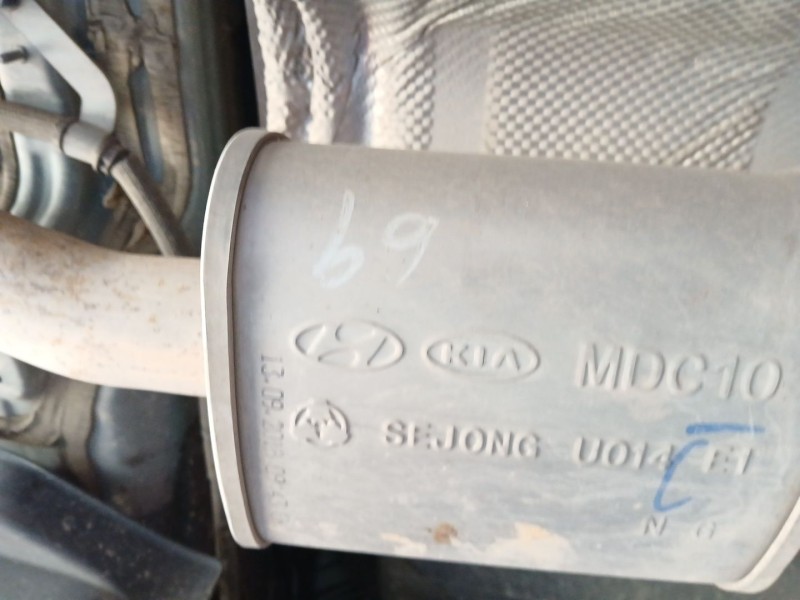 69
KIA MDC10
SEJONG U014 E1
N G